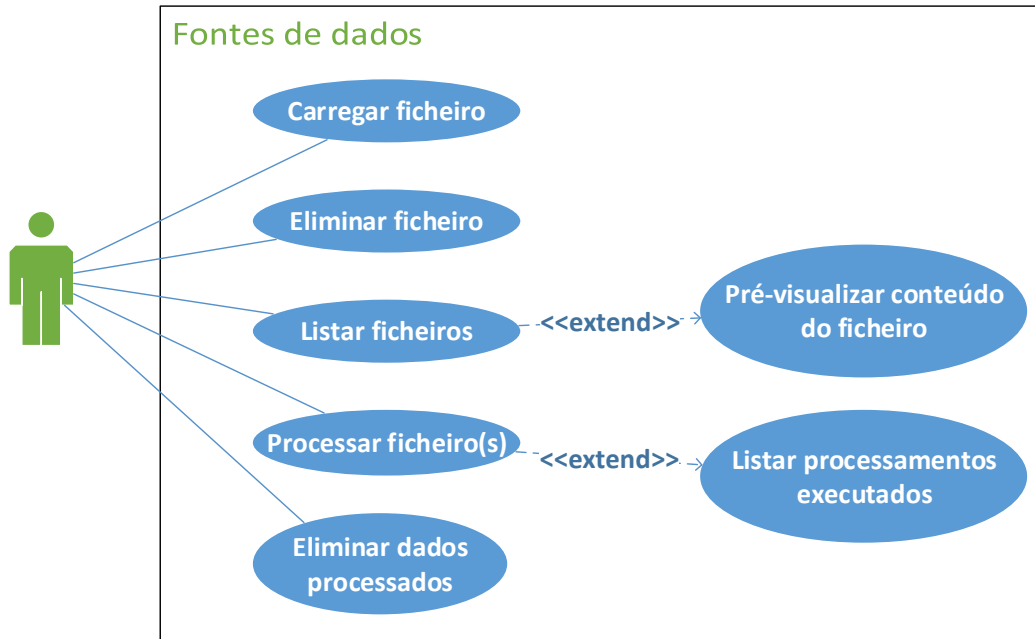 Fontes de dados
Carregar ficheiro
Eliminar ficheiro
Listar ficheiros
<<extend>>
Pré-visualizar conteúdo
do ficheiro
Processar ficheiro(s)
<<extend>>
Listar processamentos
executados
Eliminar dados
processados